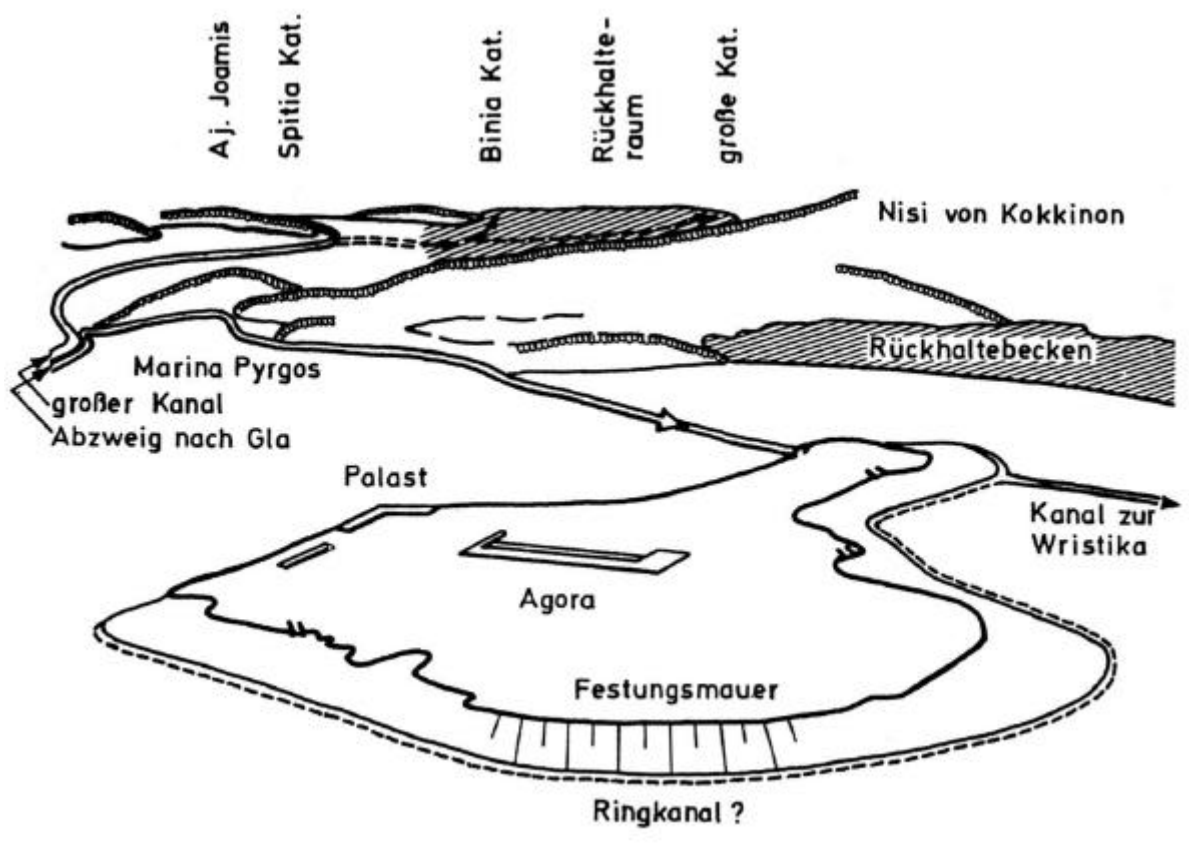 Aj. Joamis
Spitia Kat.
Binia Kat.
Rückhalte-
raum
große Kat.
Nisi von Kokkinon
Rückhaltebecken
Marina Pyrgos
großer Kanal
Abzweig nach Gla
Palast
Kanal zur
Wristika
Agora
Festungsmauer
Ringkanal ?